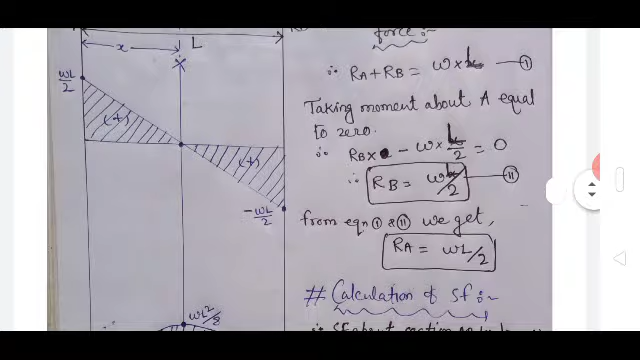 x
L
wL/2
(+)
(+)
-wL/2
wL²/8
force :-
∴ RA + RB = w × L — I
Taking moment about A equal
to zero.
∴ RB × - w × L/2 = 0
∴ RB = wL/2 — II
from eqn I & II we get,
RA = wL/2
# Calculation of Sf :-